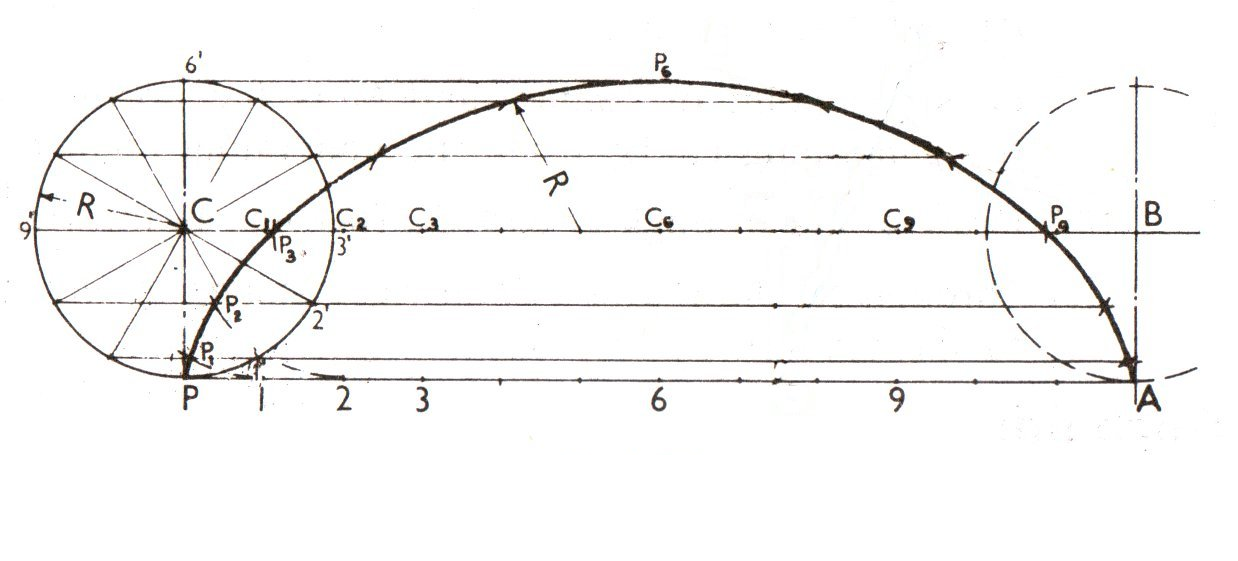 6' P₆
R C C₁ C₂ C₃ C₆ C₉ P₉ B
9' P₃ 3'
R
P₂ 2'
P₁
P 1 2 3 6 9 A